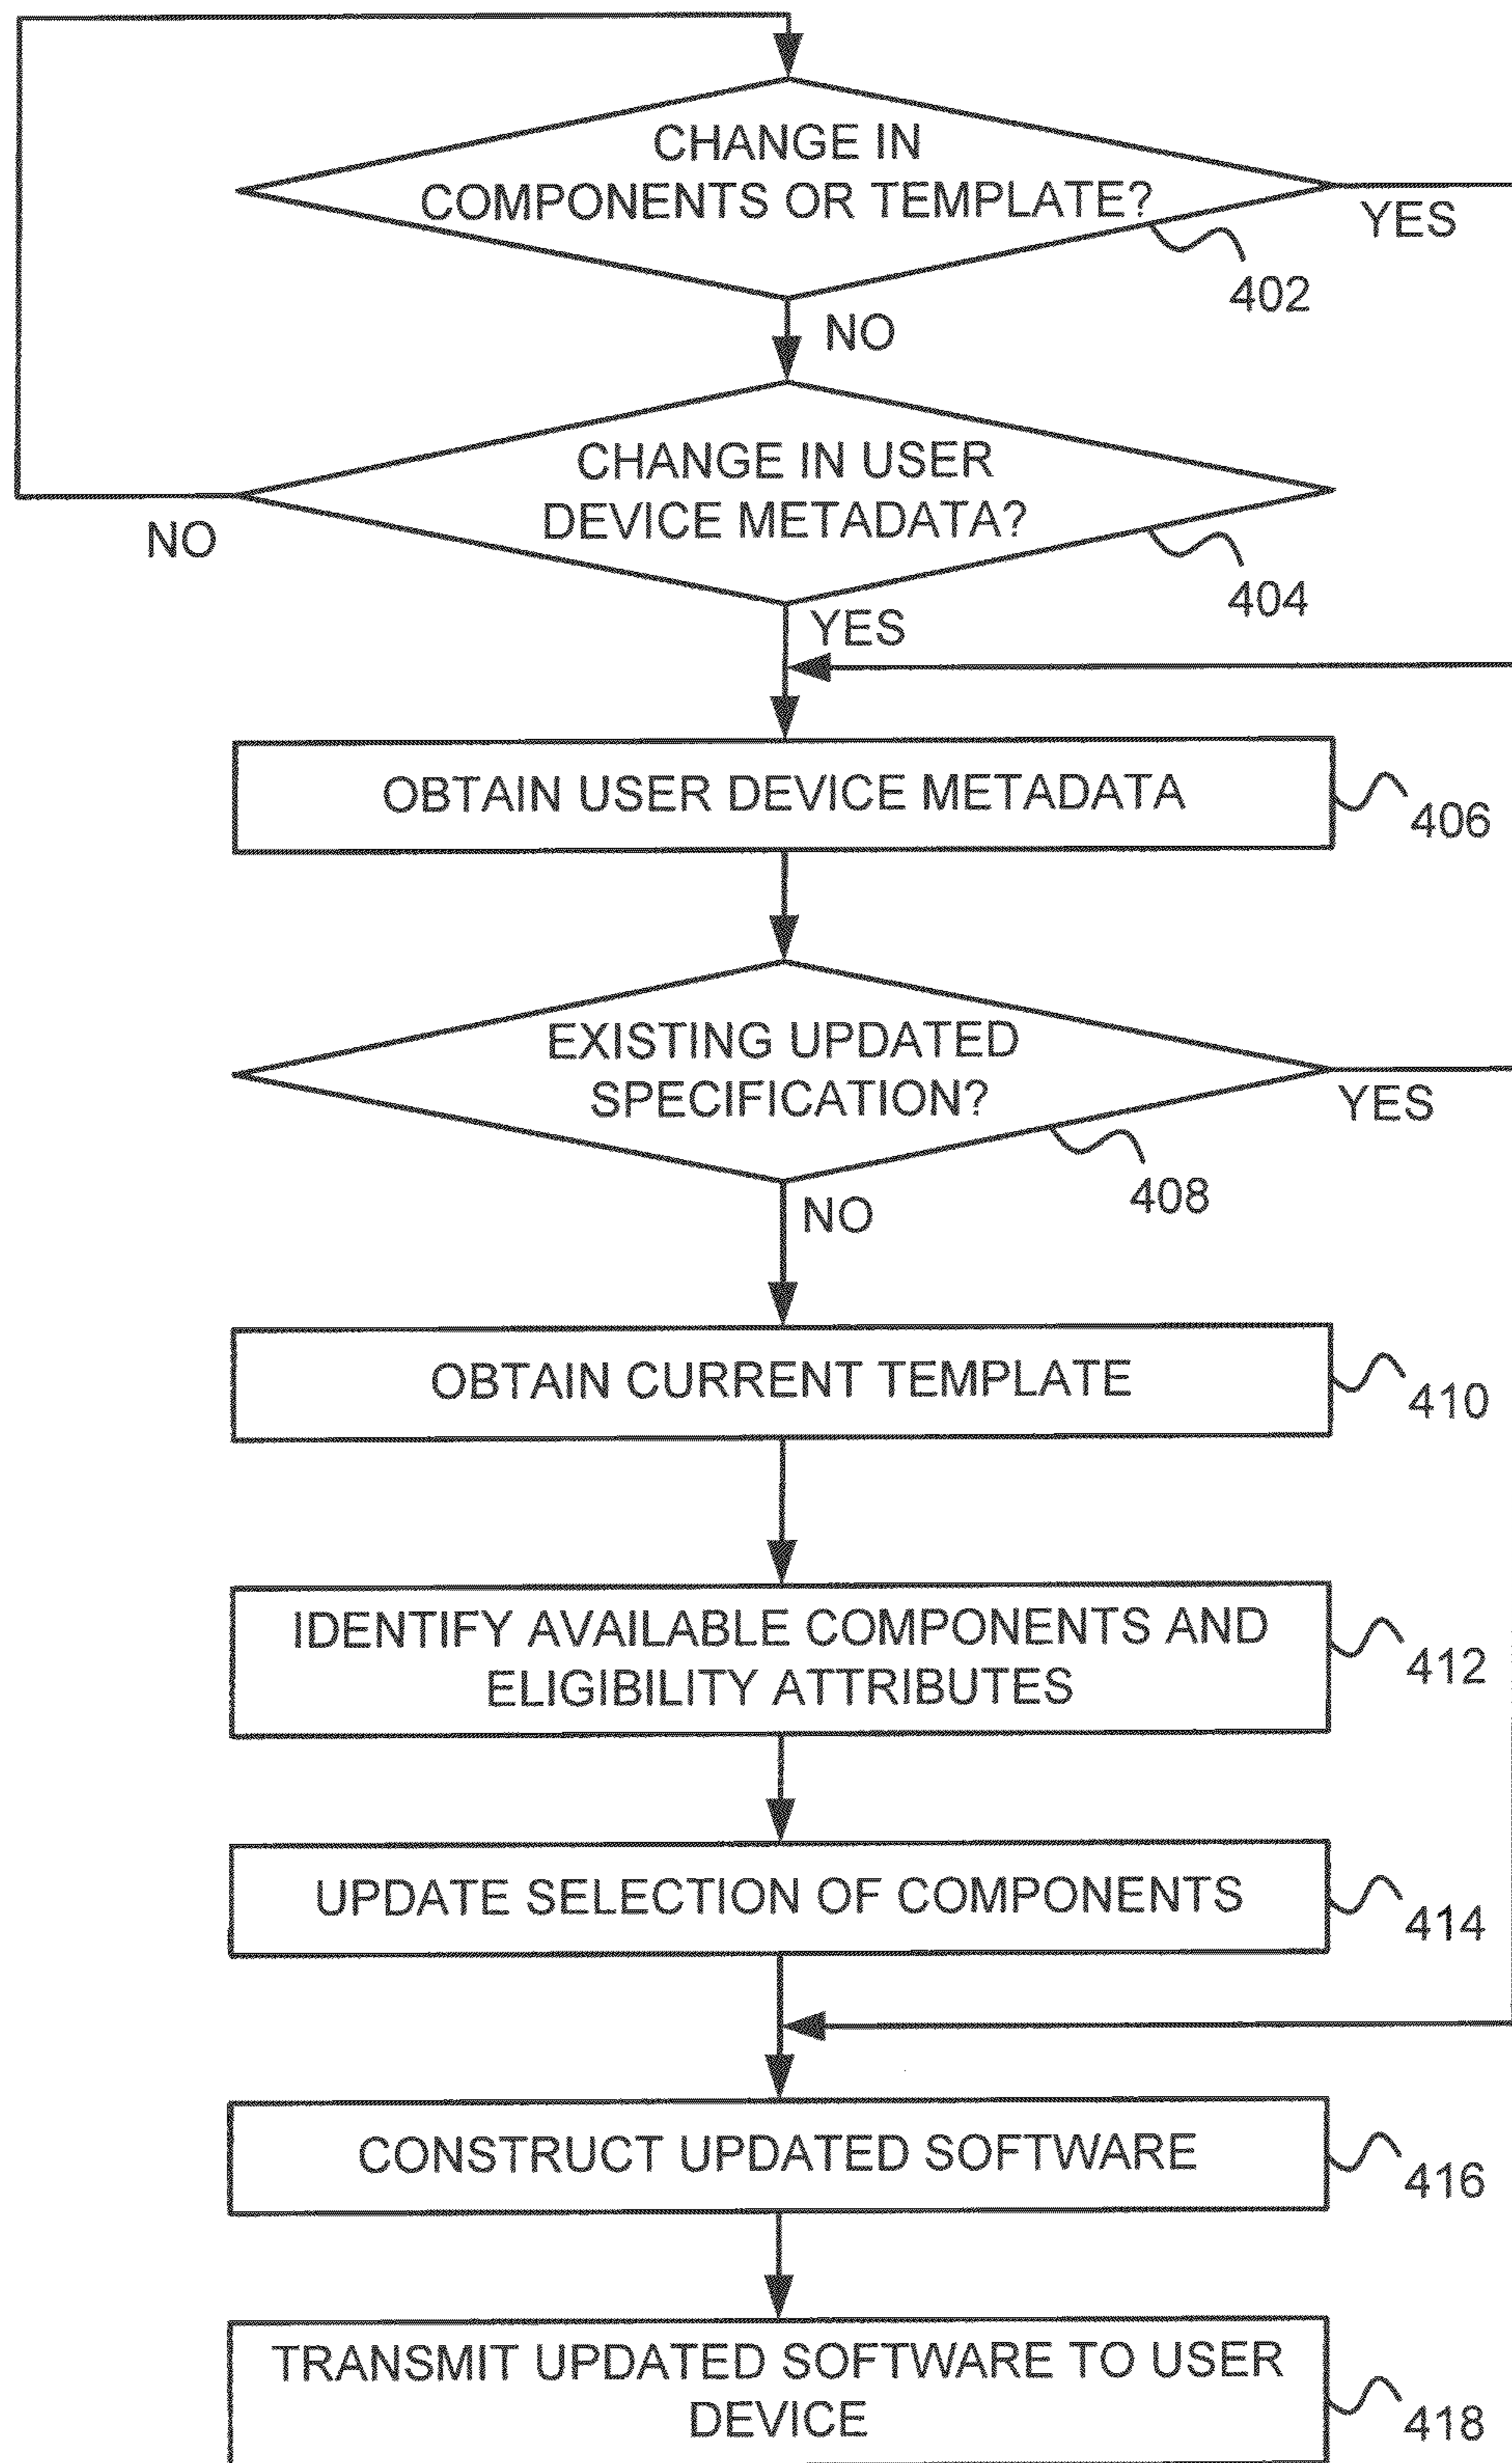 CHANGE IN
COMPONENTS OR TEMPLATE?
YES
402
NO
CHANGE IN USER
DEVICE METADATA?
NO
404
YES
OBTAIN USER DEVICE METADATA
406
EXISTING UPDATED
SPECIFICATION?
YES
408
NO
OBTAIN CURRENT TEMPLATE
410
IDENTIFY AVAILABLE COMPONENTS AND
ELIGIBILITY ATTRIBUTES
412
UPDATE SELECTION OF COMPONENTS
414
CONSTRUCT UPDATED SOFTWARE
416
TRANSMIT UPDATED SOFTWARE TO USER
DEVICE
418